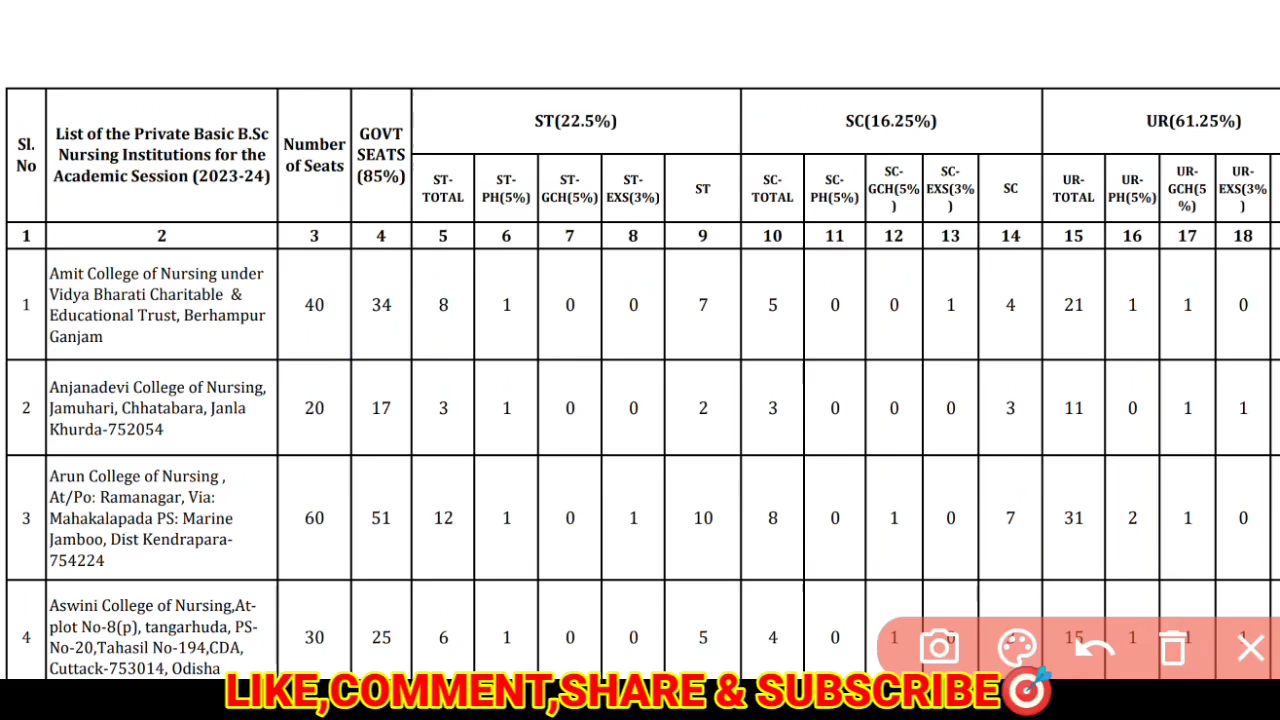 Sl. No | List of the Private Basic B.Sc Nursing Institutions for the Academic Session (2023-24) | Number of Seats | GOVT SEATS (85%) | ST(22.5%) | SC(16.25%) | UR(61.25%)
ST-TOTAL | ST-PH(5%) | ST-GCH(5%) | ST-EXS(3%) | ST | SC-TOTAL | SC-PH(5%) | SC-GCH(5%) | SC-EXS(3%) | SC | UR-TOTAL | UR-PH(5%) | UR-GCH(5%) | UR-EXS(3%)
1 | 2 | 3 | 4 | 5 | 6 | 7 | 8 | 9 | 10 | 11 | 12 | 13 | 14 | 15 | 16 | 17 | 18
1 | Amit College of Nursing under Vidya Bharati Charitable & Educational Trust, Berhampur Ganjam | 40 | 34 | 8 | 1 | 0 | 0 | 7 | 5 | 0 | 0 | 1 | 4 | 21 | 1 | 1 | 0
2 | Anjanadevi College of Nursing, Jamuhari, Chhatabara, Janla Khurda-752054 | 20 | 17 | 3 | 1 | 0 | 0 | 2 | 3 | 0 | 0 | 0 | 3 | 11 | 0 | 1 | 1
3 | Arun College of Nursing , At/Po: Ramanagar, Via: Mahakalapada PS: Marine Jamboo, Dist Kendrapara-754224 | 60 | 51 | 12 | 1 | 0 | 1 | 10 | 8 | 0 | 1 | 0 | 7 | 31 | 2 | 1 | 0
4 | Aswini College of Nursing,At-plot No-8(p), tangarhuda, PS-No-20,Tahasil No-194,CDA, Cuttack-753014, Odisha | 30 | 25 | 6 | 1 | 0 | 0 | 5 | 4 | 0 | 1 | 15 | 1 | 1 | 1
LIKE,COMMENT,SHARE & SUBSCRIBE